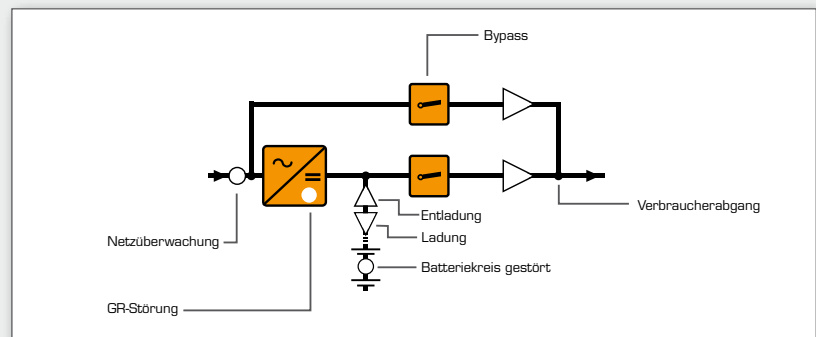 Bypass
Verbraucherabgang
Entladung
Ladung
Netzüberwachung
Batteriekreis gestört
GR-Störung